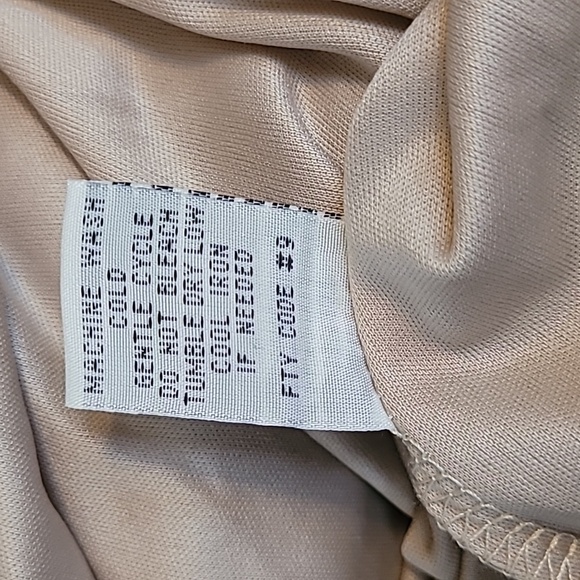 MACHINE WASH
COLD
GENTLE CYCLE
DO NOT BLEACH
TUMBLE DRY LOW
COOL IRON
IF NEEDED
FTY CODE #9